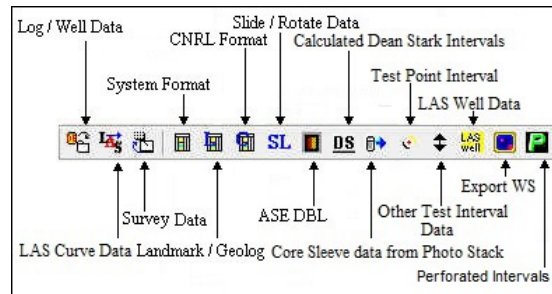 Slide / Rotate Data
Log / Well Data
CNRL Format
Calculated Dean Stark Intervals
System Format
Test Point Interval
LAS Well Data
LAS
SL
DS
LAS
well
P
Survey Data
ASE DBL
Other Test Interval
Data
Export WS
LAS Curve Data
Landmark / Geolog
Core Sleeve data from Photo Stack
Perforated Intervals